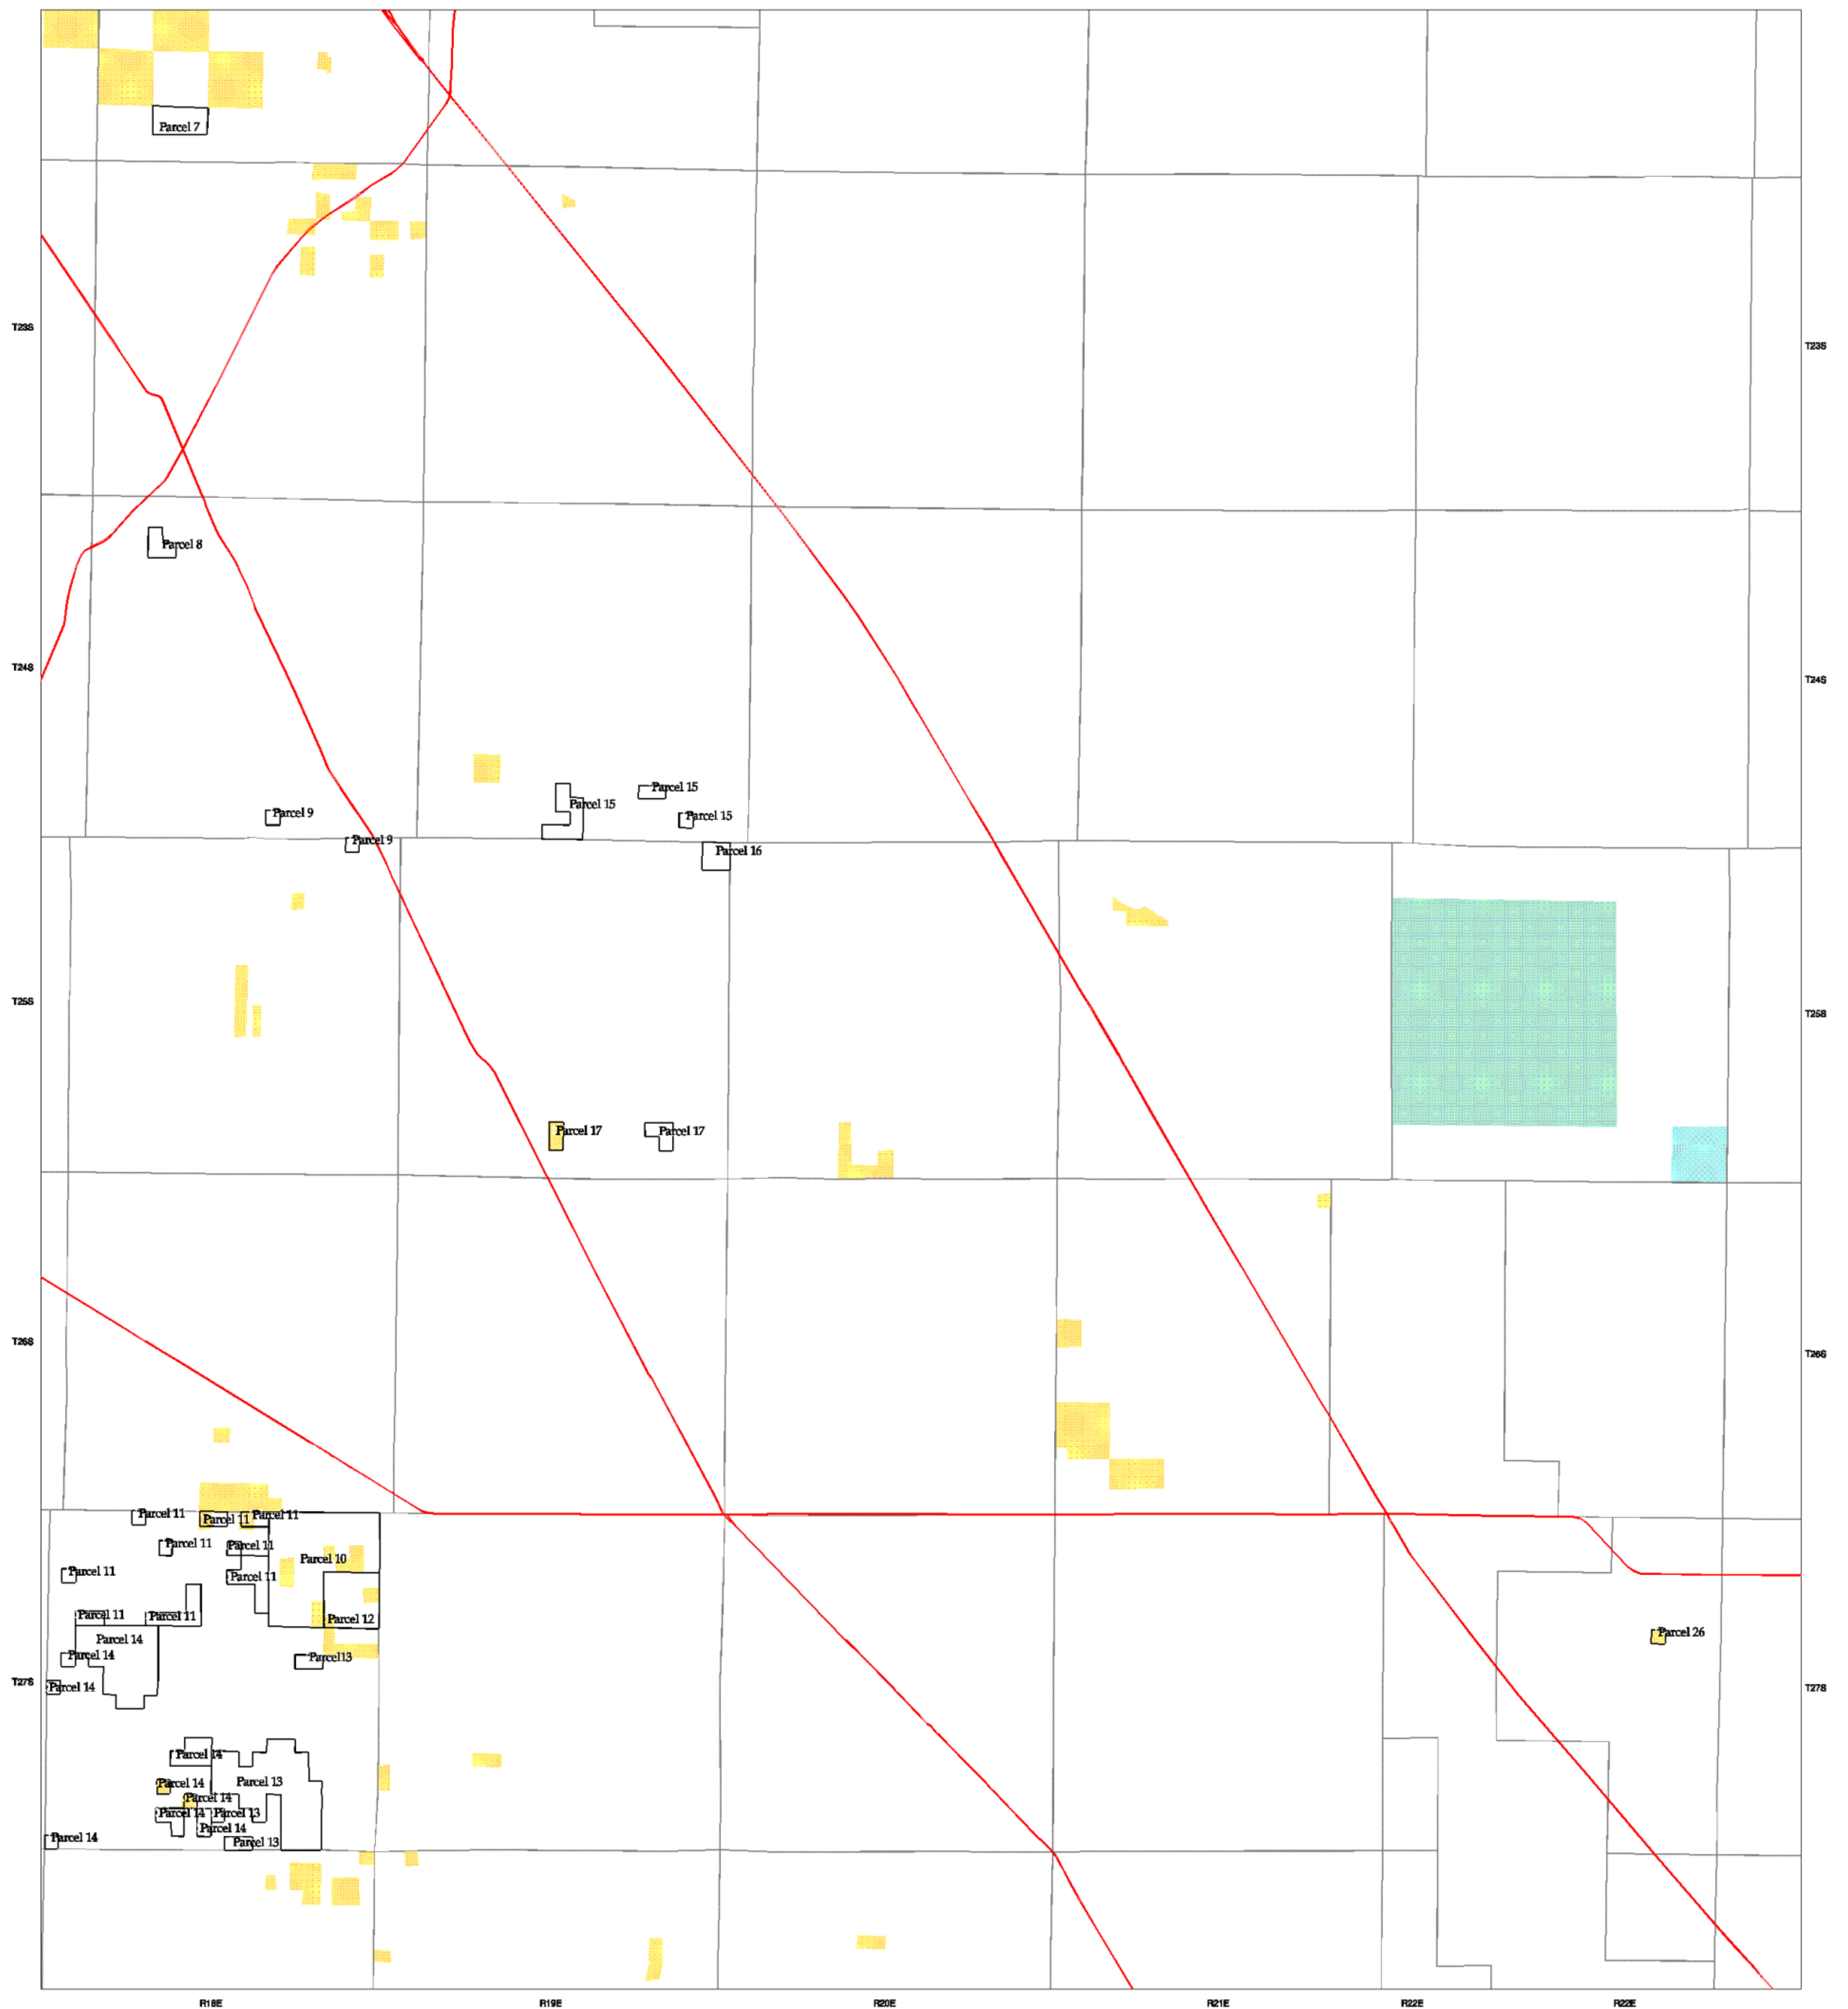 Parcel 7
T23S
T23S
Parcel 8
T24S
T24S
Parcel 15
Parcel 15
Parcel 9
Parcel 15
Parcel 9
Parcel 16
T25S
T25S
Parcel 17
Parcel 17
T26S
T26S
Parcel 11
Parcel 11
Parcel 11
Parcel 11
Parcel 11
Parcel 10
Parcel 11
Parcel 11
Parcel 11
Parcel 11
Parcel 12
Parcel 26
Parcel 14
Parcel 14
Parcel13
T27S
Parcel 14
T27S
Parcel 14
Parcel 14
Parcel 13
Parcel 14
Parcel 14
Parcel 13
Parcel 14
Parcel 14
Parcel 13
R18E
R19E
R20E
R21E
R22E
R22E